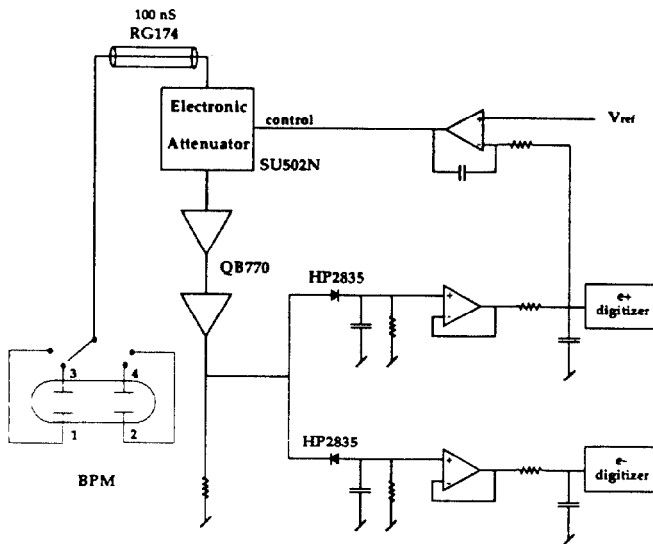 100 nS
RG174
Electronic
Attenuator
SU502N
control
Vref
QB770
HP2835
e+
digitizer
3
4
1
2
BPM
HP2835
e-
digitizer
+
-
+
-
+
-